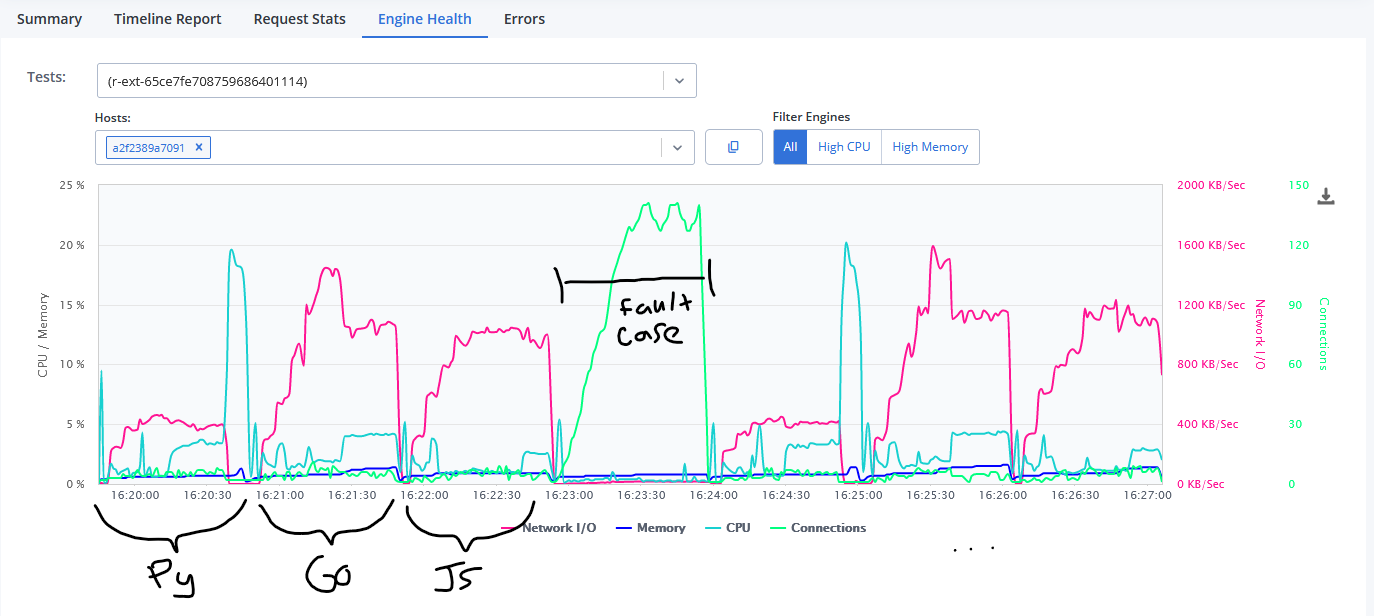 Summary Timeline Report Request Stats Engine Health Errors
Tests: (r-ext-65ce7fe708759686401114)
Hosts: Filter Engines
a2f2389a7091 × All High CPU High Memory
25 % 2000 KB/Sec 150
20 % 1600 KB/Sec 120
15 % 1200 KB/Sec 90
10 % 800 KB/Sec 60
5 % 400 KB/Sec 30
0 % 0 KB/Sec 0
CPU / Memory
Network I/O
Connections
fault
case
16:20:00 16:20:30 16:21:00 16:21:30 16:22:00 16:22:30 16:23:00 16:23:30 16:24:00 16:24:30 16:25:00 16:25:30 16:26:00 16:26:30 16:27:00
Network I/O Memory CPU Connections
Py Go JS . . .